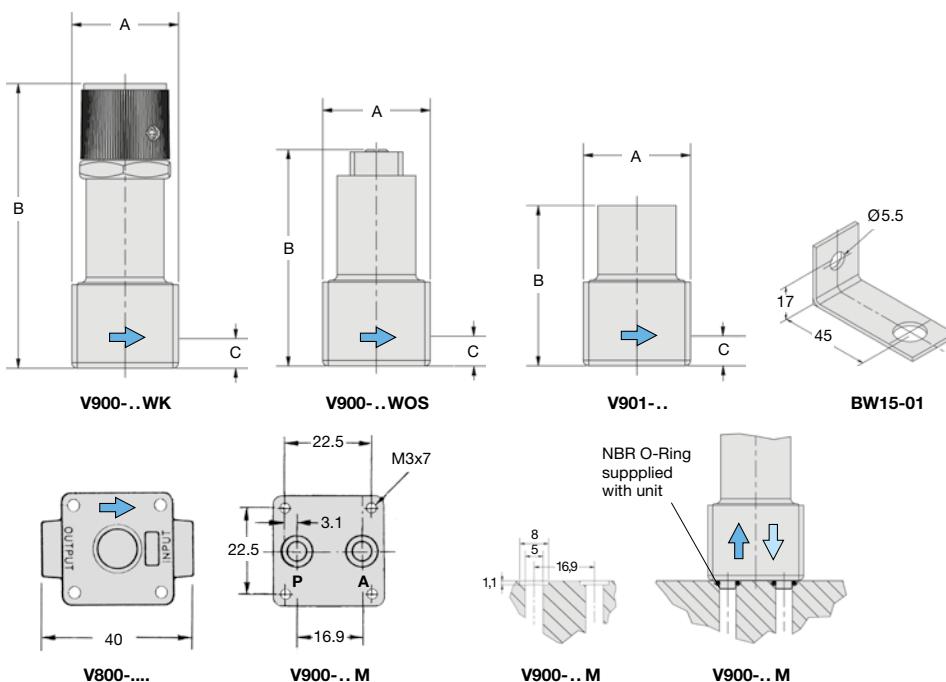 A
B
C
V900-..WK
A
B
C
V900-..WOS
A
B
C
V901-..
Ø5.5
17
45
BW15-01
OUTPUT
INPUT
40
V800-....
22.5
M3x7
3.1
22.5
P A
16.9
V900-.. M
8
5
16,9
1,1
V900-.. M
NBR O-Ring
suppplied
with unit
V900-.. M